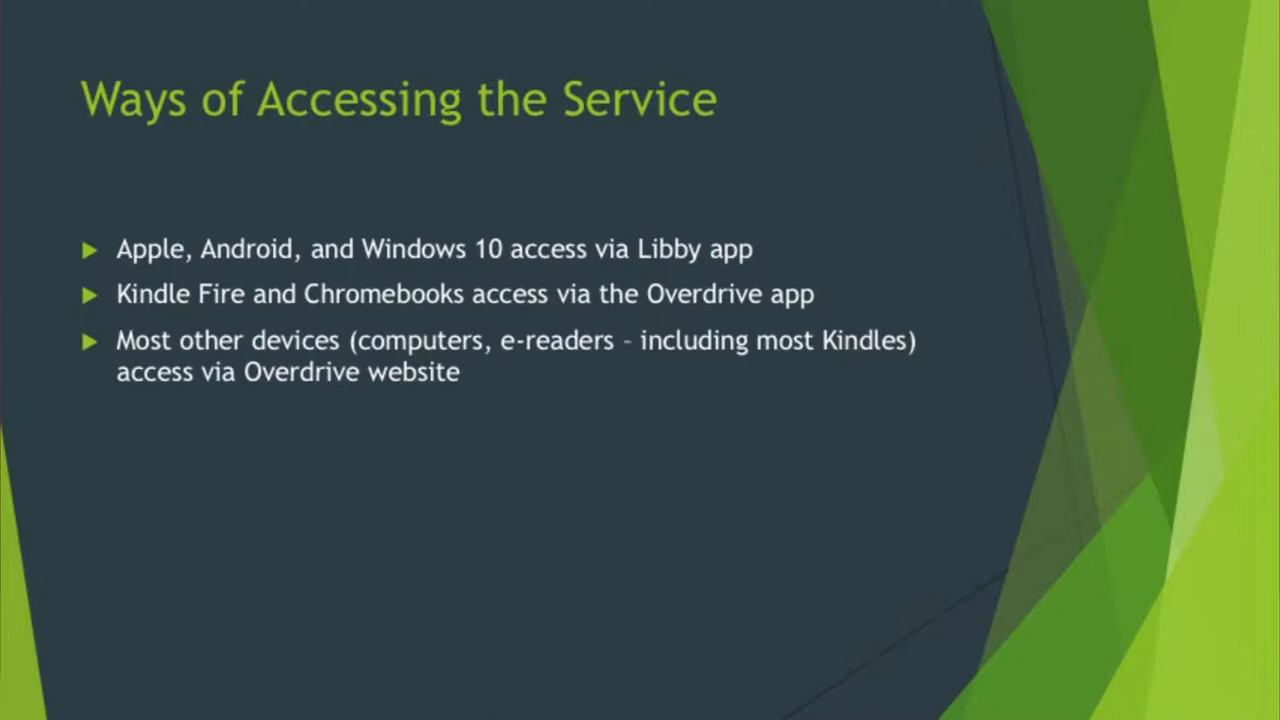 Ways of Accessing the Service
Apple, Android, and Windows 10 access via Libby app
Kindle Fire and Chromebooks access via the Overdrive app
Most other devices (computers, e-readers – including most Kindles)
access via Overdrive website